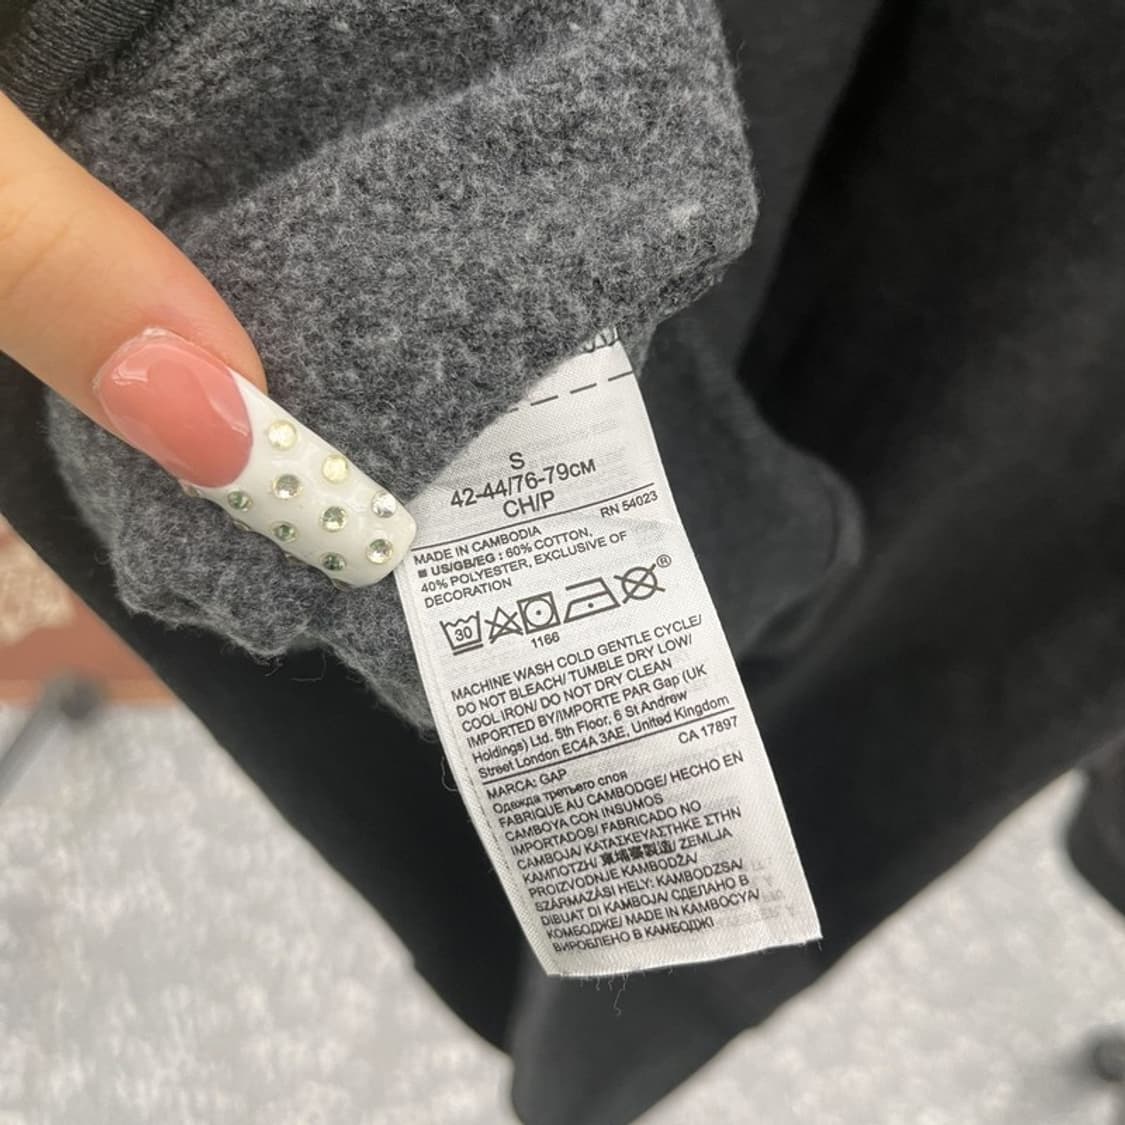 S
42-44/76-79CM
CH/P
RN 54023
MADE IN CAMBODIA
■ US/GB/EG : 60% COTTON,
40% POLYESTER, EXCLUSIVE OF
DECORATION
30
®
1166
MACHINE WASH COLD GENTLE CYCLE/
DO NOT BLEACH/ TUMBLE DRY LOW/
COOL IRON/ DO NOT DRY CLEAN
IMPORTED BY/IMPORTE PAR Gap (UK
Holdings) Ltd. 5th Floor, 6 St Andrew
Street London EC4A 3AE, United Kingdom
CA 17897
MARCA: GAP
Одежда третьего слоя
FABRIQUE AU CAMBODGE/ HECHO EN
CAMBOYA CON INSUMOS
IMPORTADOS/ FABRICADO NO
CAMBOJA/ ΚΑΤΑΣΚΕΥΑΣΤΗΚΕ ΣΤΗΝ
ΚΑΜΠΟΤΖΗ/ 柬埔寨製造/ ZEMLJA
PROIZVODNJE KAMBODŽA/
SZÁRMAZÁSI HELY: KAMBODZSA/
DIBUAT DI KAMBOJA/ СДЕЛАНО В
КОМБОДЖЕ/ MADE IN KAMBOÇYA/
ВИРОБЛЕНО В КАМБОДЖІ